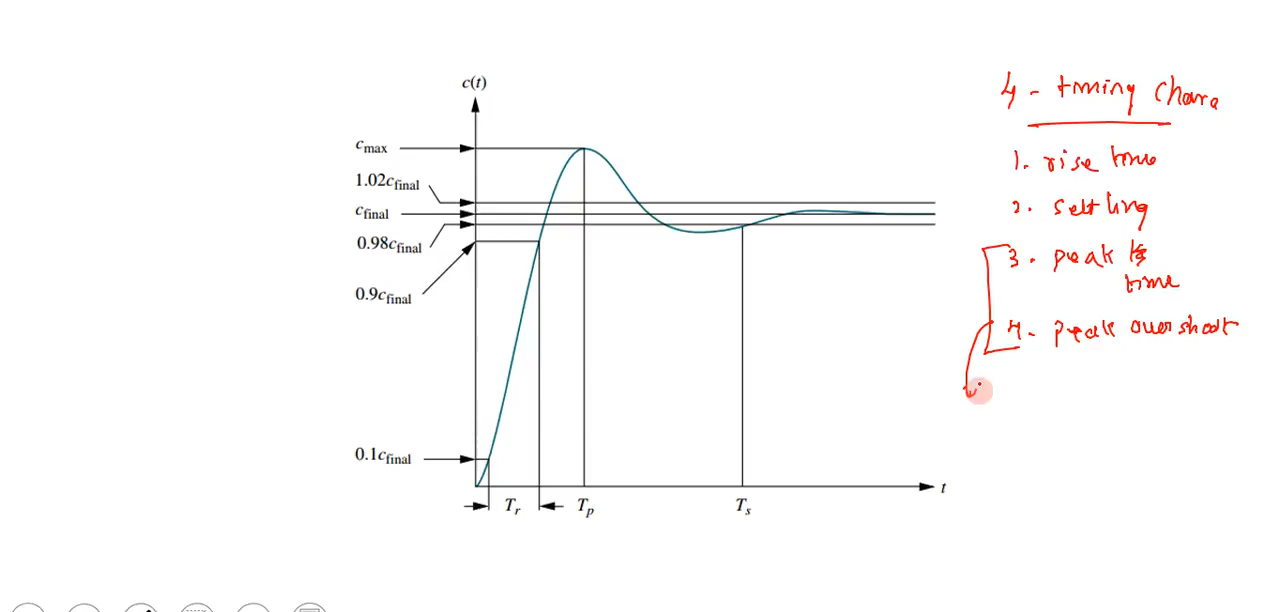 c(t)
c_max
1.02c_final
c_final
0.98c_final
0.9c_final
0.1c_final
T_r
T_p
T_s
t
4 - timing chara
1. rise time
2. settling
3. peak
time
4. peak overshoot